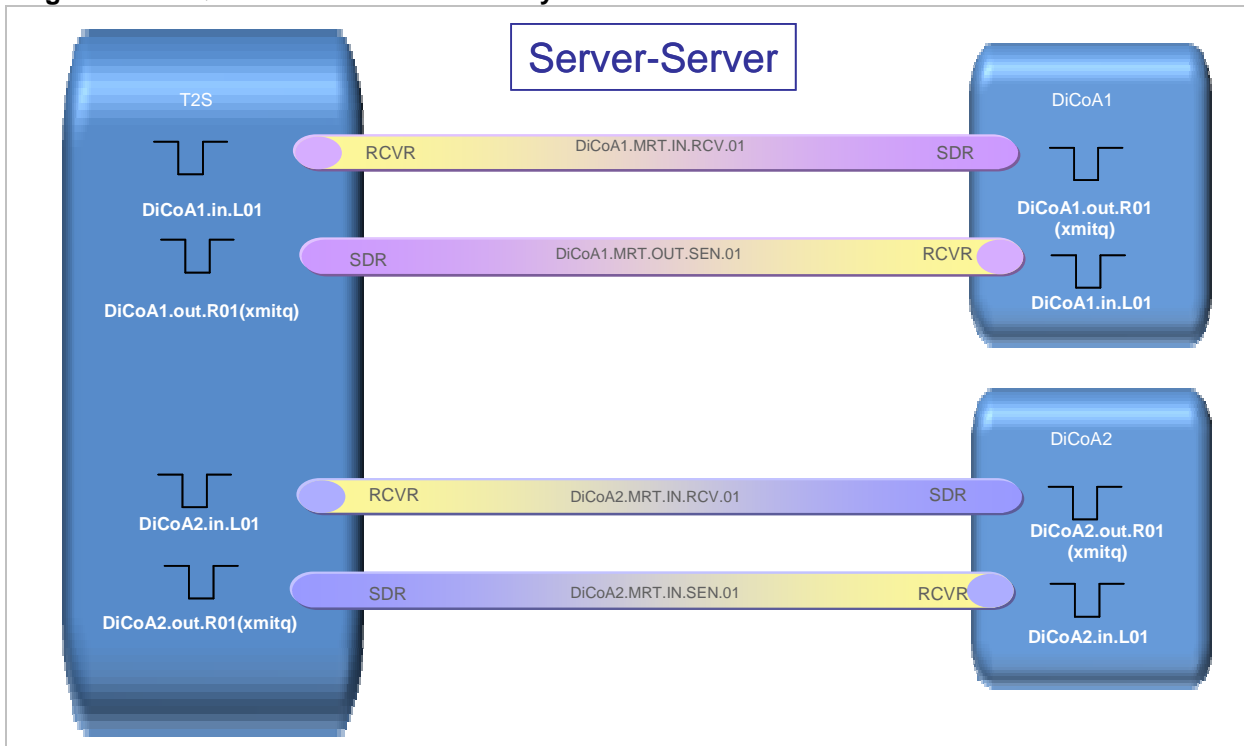 Server-Server
T2S
DiCoA1
RCVR
DiCoA1.MRT.IN.RCV.01
SDR
DiCoA1.in.L01
DiCoA1.out.R01
(xmitq)
SDR
DiCoA1.MRT.OUT.SEN.01
RCVR
DiCoA1.out.R01(xmitq)
DiCoA1.in.L01
DiCoA2
RCVR
DiCoA2.MRT.IN.RCV.01
SDR
DiCoA2.in.L01
DiCoA2.out.R01
(xmitq)
SDR
DiCoA2.MRT.IN.SEN.01
RCVR
DiCoA2.out.R01(xmitq)
DiCoA2.in.L01